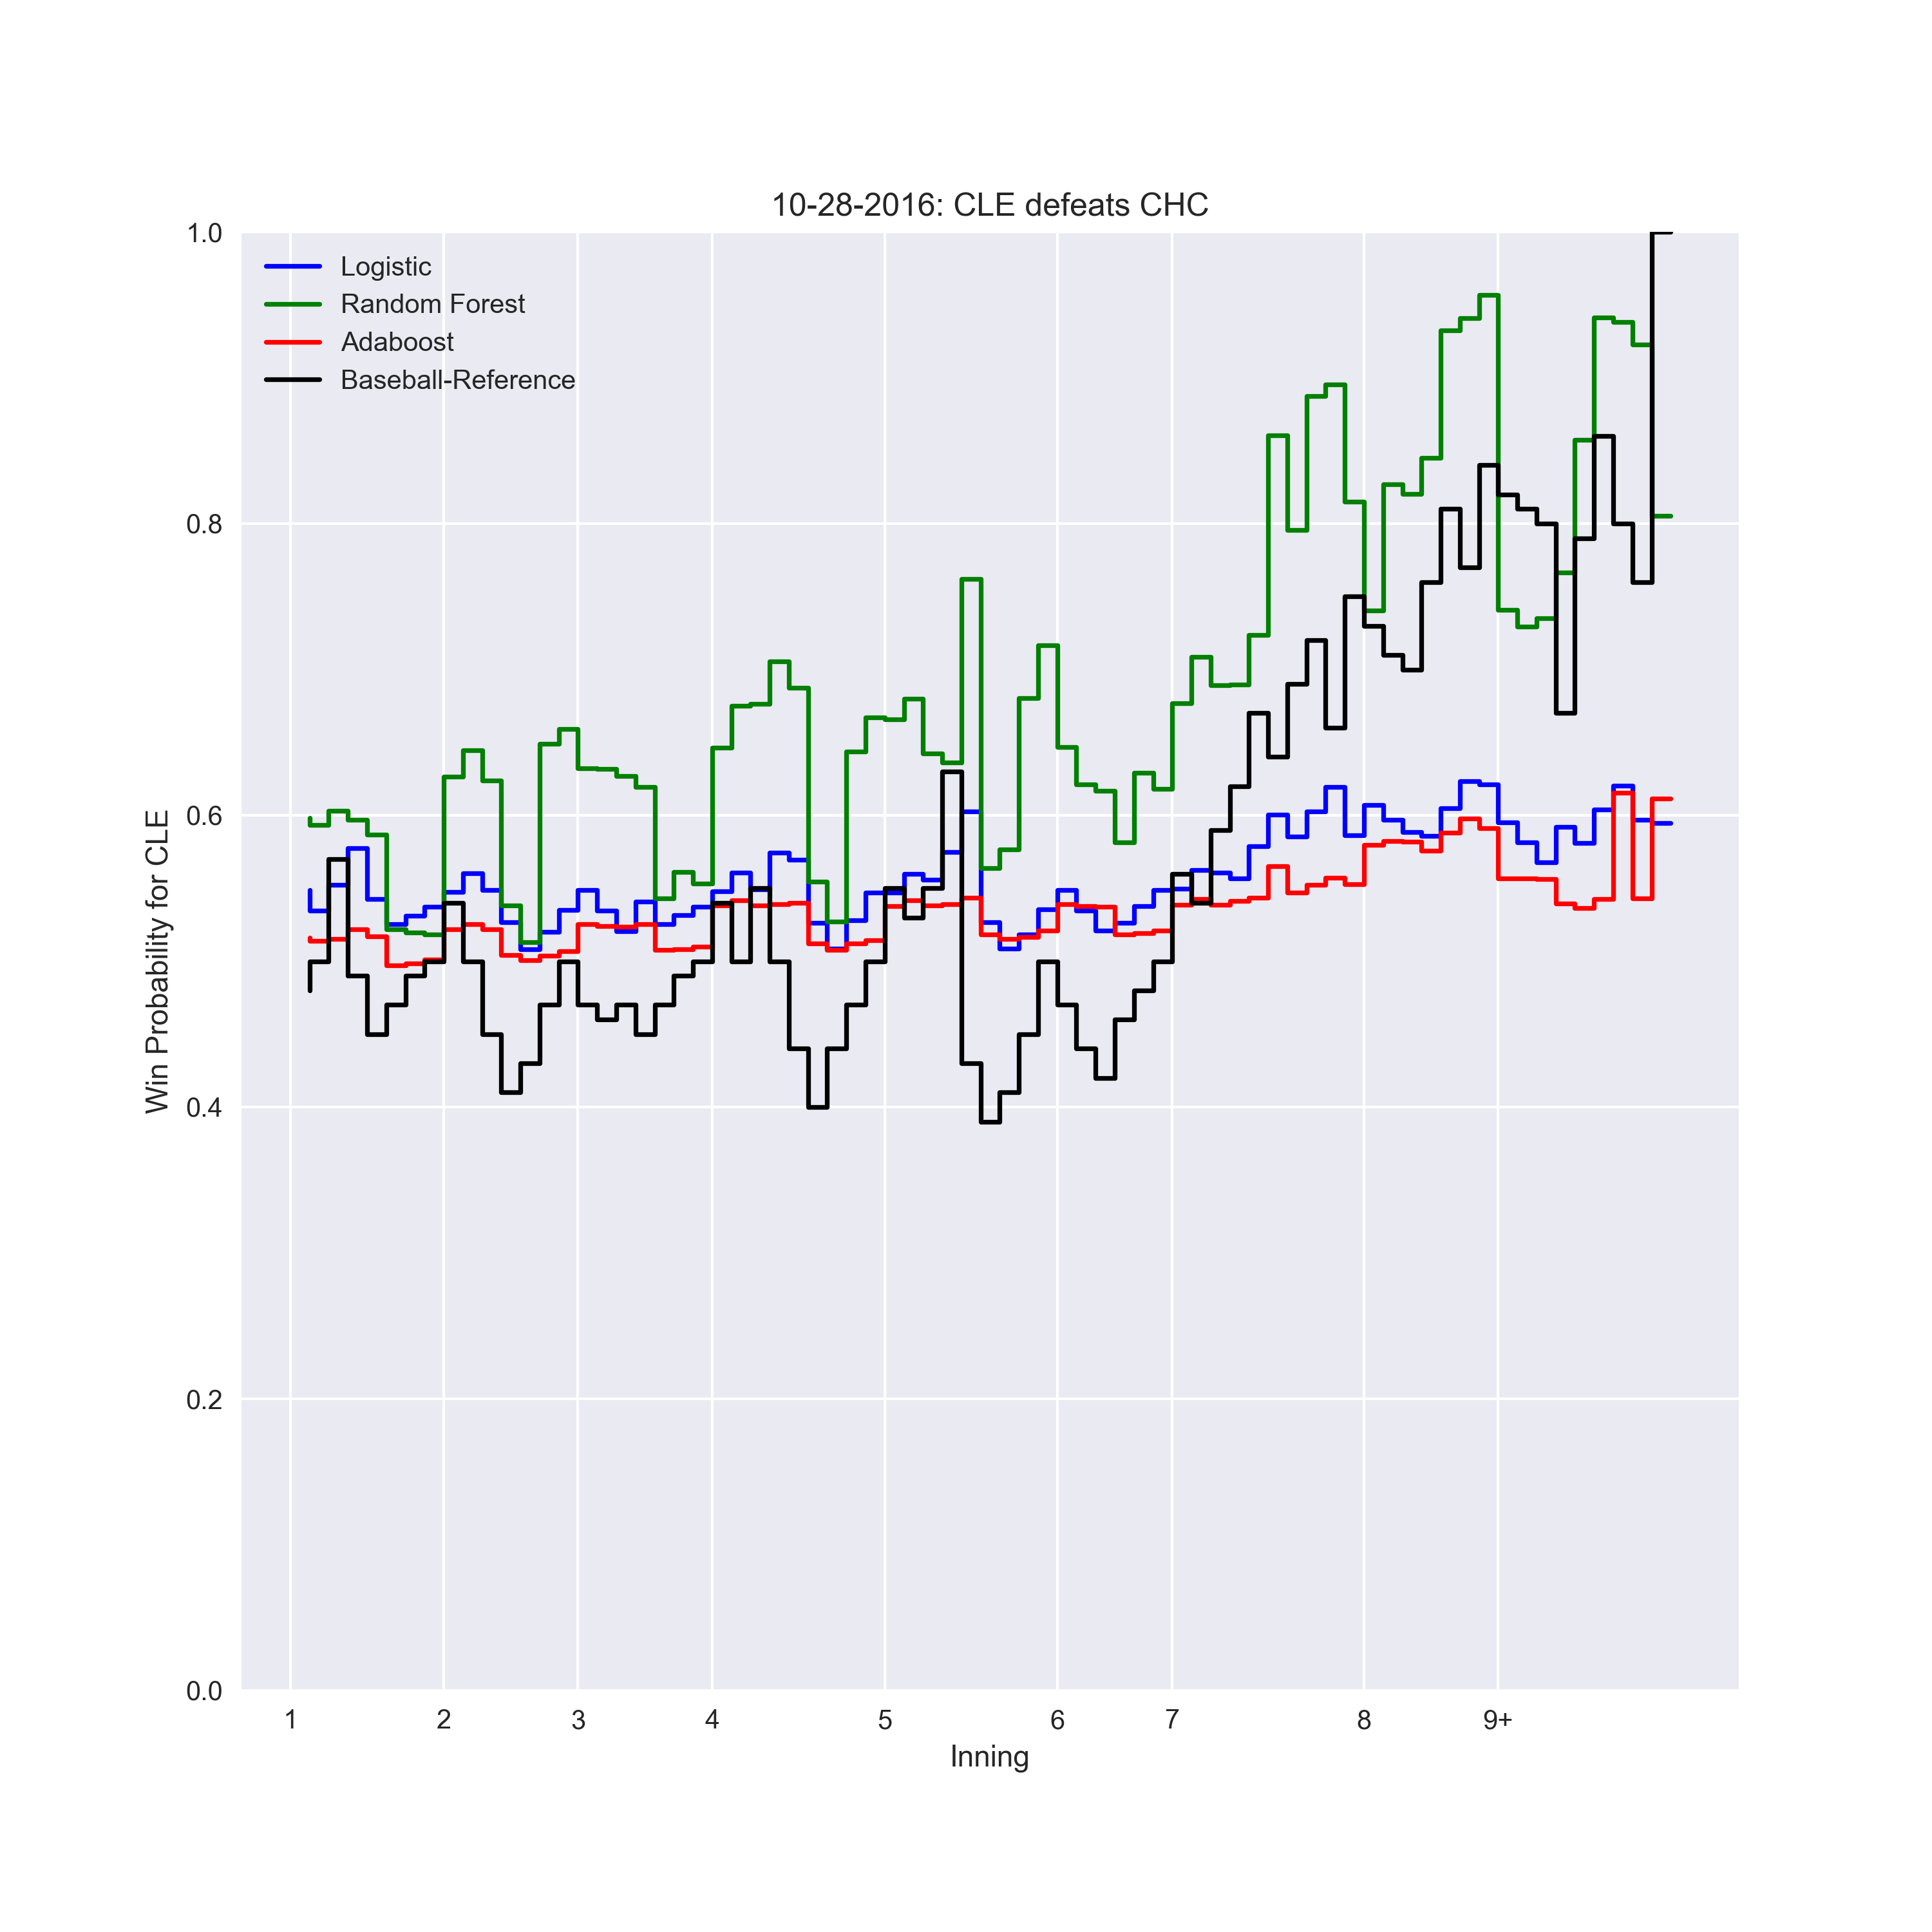 10-28-2016: CLE defeats CHC
1.0
Logistic
Random Forest
Adaboost
Baseball-Reference
0.8
0.6
0.4
0.2
0.0
Win Probability for CLE
1 2 3 4 5 6 7 8 9+
Inning